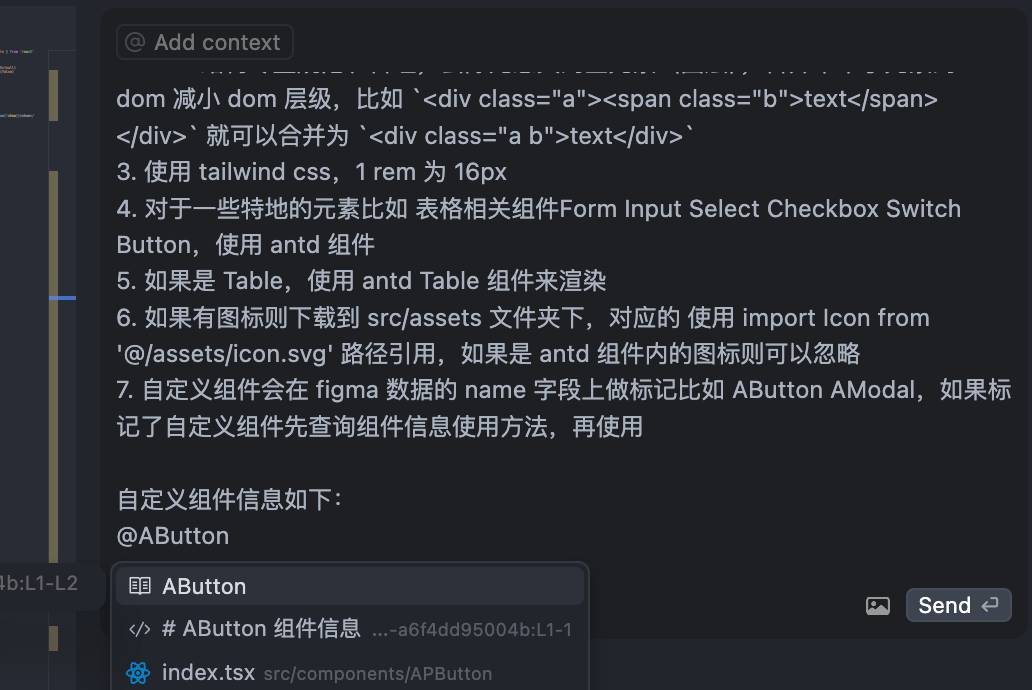 @ Add context
dom 减小 dom 层级，比如 `<div class="a"><span class="b">text</span>
</div>` 就可以合并为 `<div class="a b">text</div>`
3. 使用 tailwind css，1 rem 为 16px
4. 对于一些特地的元素比如 表格相关组件Form Input Select Checkbox Switch
Button，使用 antd 组件
5. 如果是 Table，使用 antd Table 组件来渲染
6. 如果有图标则下载到 src/assets 文件夹下，对应的 使用 import Icon from
'@/assets/icon.svg' 路径引用，如果是 antd 组件内的图标则可以忽略
7. 自定义组件会在 figma 数据的 name 字段上做标记比如 AButton AModal，如果标
记了自定义组件先查询组件信息使用方法，再使用
自定义组件信息如下：
@AButton
4b:L1-L2
AButton
# AButton 组件信息 ...-a6f4dd95004b:L1-1
Send
index.tsx src/components/APButton